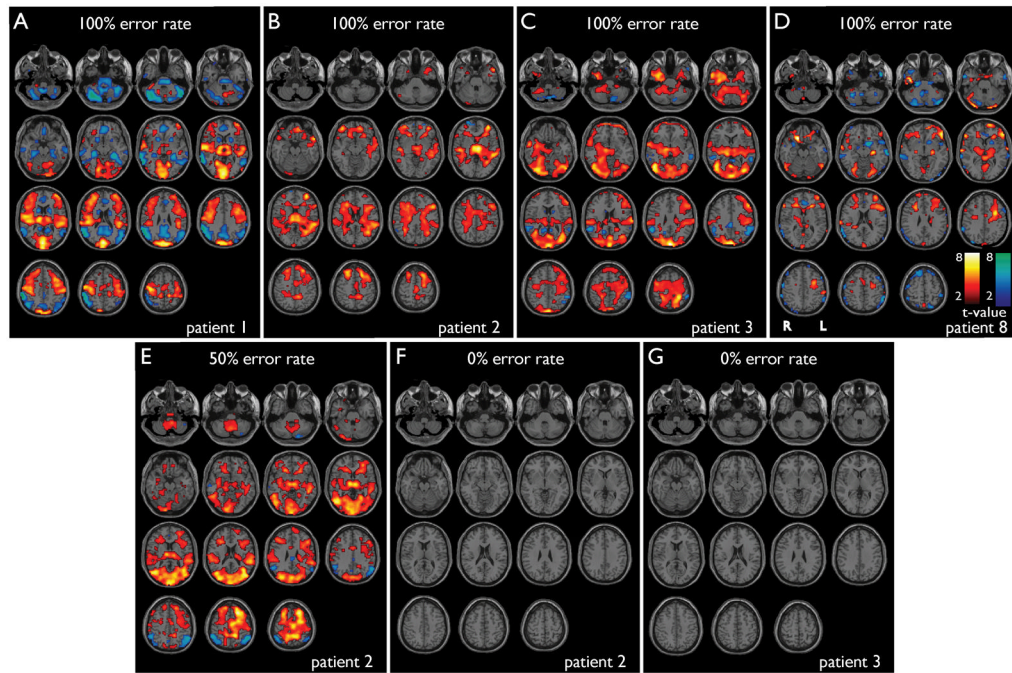 A 100% error rate
B 100% error rate
C 100% error rate
D 100% error rate
8 8
2 2
t-value
R L
patient 1
patient 2
patient 3
patient 8
E 50% error rate
F 0% error rate
G 0% error rate
patient 2
patient 2
patient 3